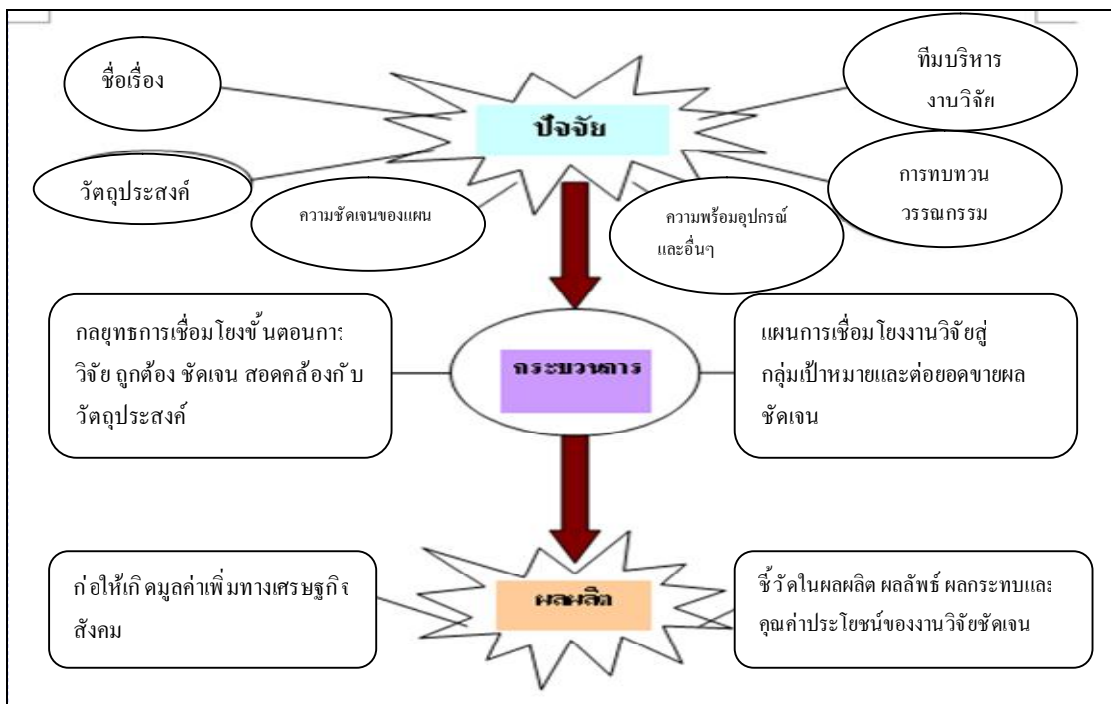 ชื่อเรื่อง
ปัจจัย
ทีมบริหาร
งานวิจัย
วัตถุประสงค์
ความชัดเจนของแผน
ความพร้อมอุปกรณ์
และอื่นๆ
การทบทวน
วรรณกรรม
กลยุทธการเชื่อมโยงขั้นตอนการ
วิจัย ถูกต้อง ชัดเจน สอดคล้องกับ
วัตถุประสงค์
กระบวนการ
แผนการเชื่อมโยงงานวิจัยสู่
กลุ่มเป้าหมายและต่อยอดขายผล
ชัดเจน
ก่อให้เกิดมูลค่าเพิ่มทางเศรษฐกิจ
สังคม
ผลผลิต
ชี้วัดในผลผลิต ผลลัพธ์ ผลกระทบและ
คุณค่าประโยชน์ของงานวิจัยชัดเจน